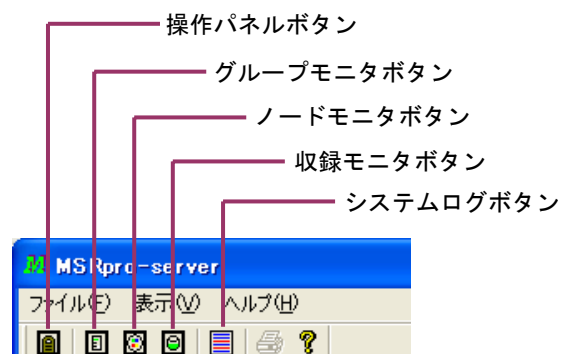 操作パネルボタン
グループモニタボタン
ノードモニタボタン
収録モニタボタン
システムログボタン
MSRpro-server
ファイル(F) 表示(V) ヘルプ(H)